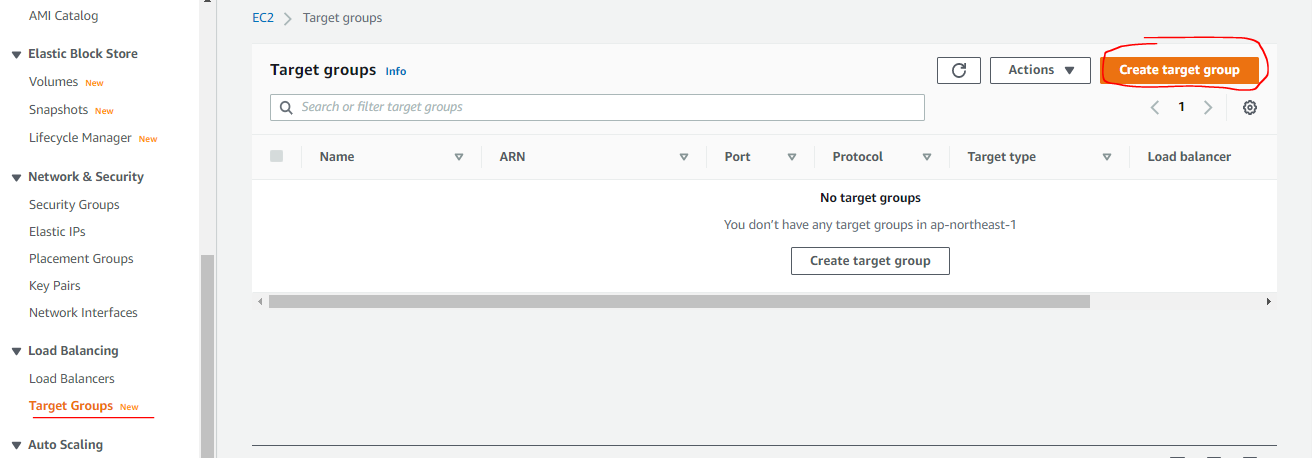 AMI Catalog
Elastic Block Store
Volumes New
Snapshots New
Lifecycle Manager New
Network & Security
Security Groups
Elastic IPs
Placement Groups
Key Pairs
Network Interfaces
Load Balancing
Load Balancers
Target Groups New
Auto Scaling
EC2 > Target groups
Target groups Info
Actions
Create target group
Search or filter target groups
1
Name ARN Port Protocol Target type Load balancer
No target groups
You don't have any target groups in ap-northeast-1
Create target group